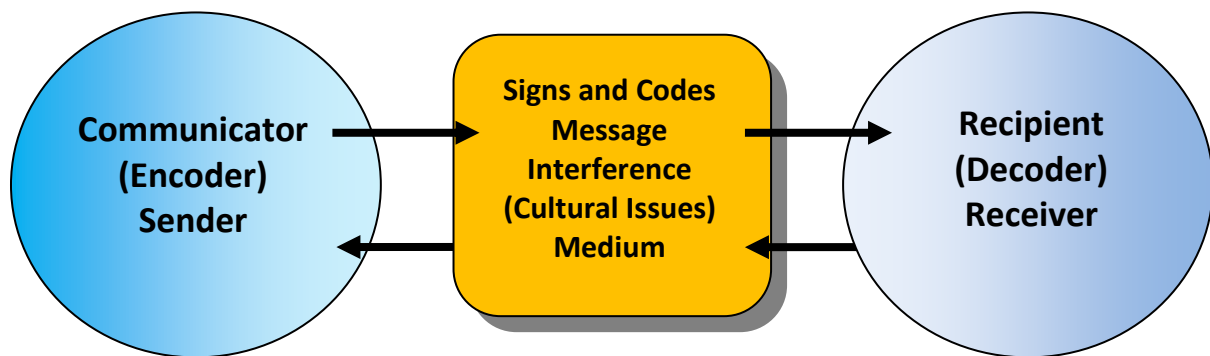 Communicator
(Encoder)
Sender
Signs and Codes
Message
Interference
(Cultural Issues)
Medium
Recipient
(Decoder)
Receiver